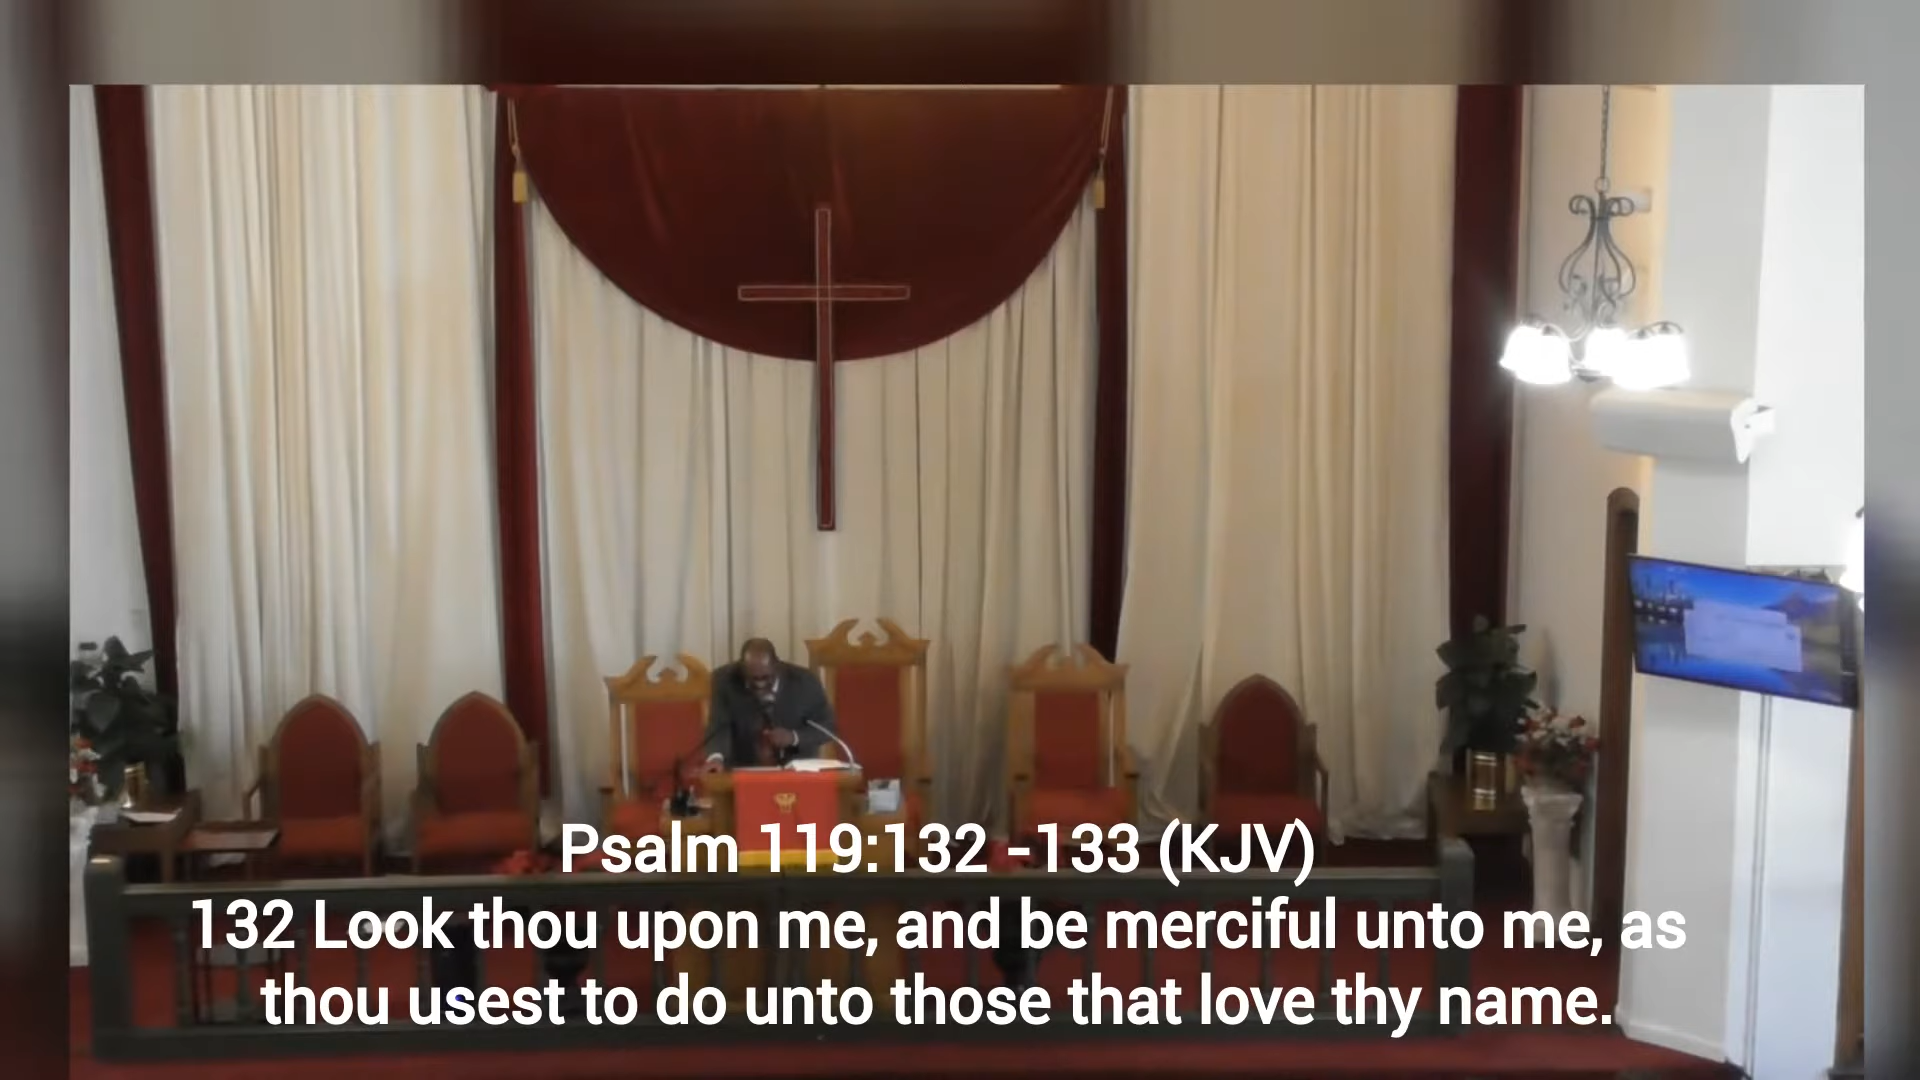 Psalm 119:132 -133 (KJV)
132 Look thou upon me, and be merciful unto me, as
thou usest to do unto those that love thy name.